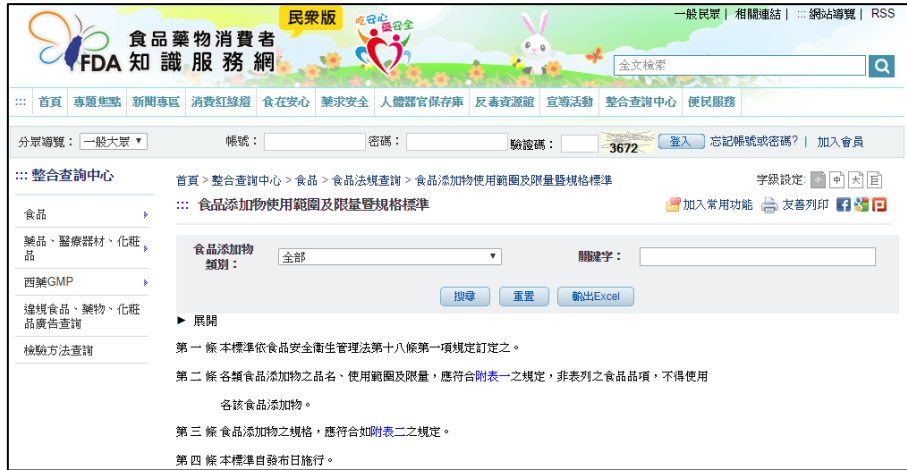 民眾版
吃安心 藥安全
一般民眾| 相關連結| ::: 網站導覽| RSS
食品藥物消費者
FDA 知識服務網
全文檢索
::: 首頁 專題焦點 新聞專區 消費紅綠燈 食在安心 藥求安全 人體器官保存庫 反毒資源館 宣導活動 整合查詢中心 便民服務
分眾導覽： 一般大眾 ▼ 帳號： 密碼： 驗證碼： 3672 登入 忘記帳號或密碼?| 加入會員
::: 整合查詢中心
首頁 > 整合查詢中心 > 食品 > 食品法規查詢 > 食品添加物使用範圍及限量暨規格標準
字級設定: 小 中 大 巨
::: 食品添加物使用範圍及限量暨規格標準
加入常用功能 友善列印
食品
藥品、醫療器材、化粧
品
西藥GMP
違規食品、藥物、化粧
品廣告查詢
檢驗方法查詢
食品添加物
類別：
全部 ▼
關鍵字：
搜尋 重置 輸出Excel
► 展開
第 一 條 本標準依食品安全衛生管理法第十八條第一項規定訂定之。
第 二 條 各類食品添加物之品名、使用範圍及限量，應符合附表一之規定，非表列之食品品項，不得使用
各該食品添加物。
第 三 條 食品添加物之規格，應符合如附表二之規定。
第 四 條 本標準自發布日施行。